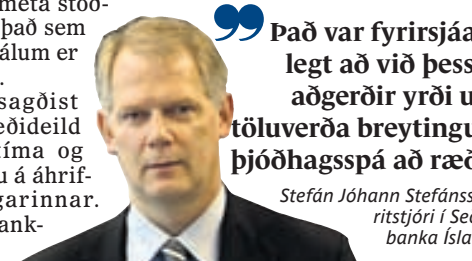 meta stöð-
það sem
álum er
sagðist
eðideild
tíma og
u á áhrif-
garinnar.
ank-
Það var fyrirsjáa
legt að við þess
aðgerðir yrði u
töluverða breytingu
þjóðhagsspá að ræð
Stefán Jóhann Stefánss
ritstjóri í Seð
banka Ísla